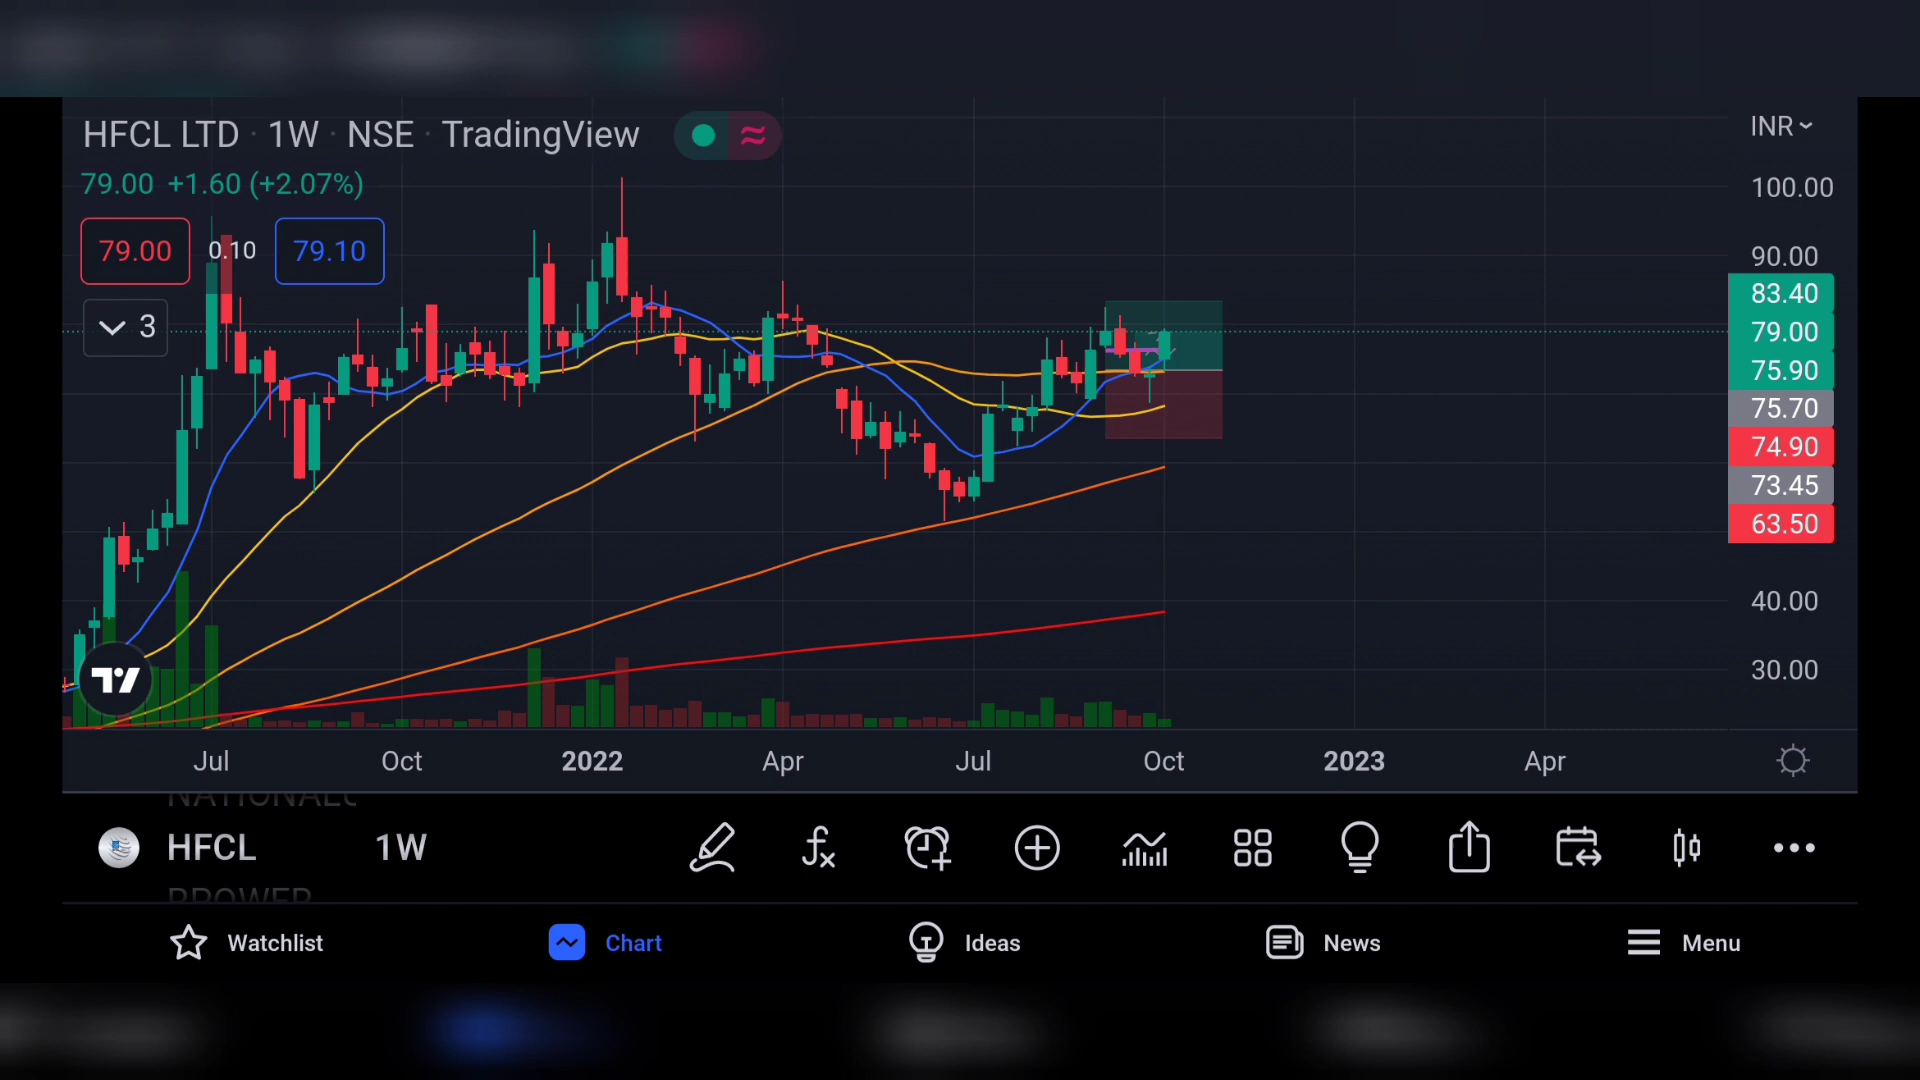 HFCL LTD · 1W · NSE · TradingView
INR
79.00 +1.60 (+2.07%)
79.00 0.10 79.10
3
100.00
90.00
83.40
79.00
75.90
75.70
74.90
73.45
63.50
40.00
30.00
Jul Oct 2022 Apr Jul Oct 2023 Apr
HFCL 1W
Watchlist Chart Ideas News Menu